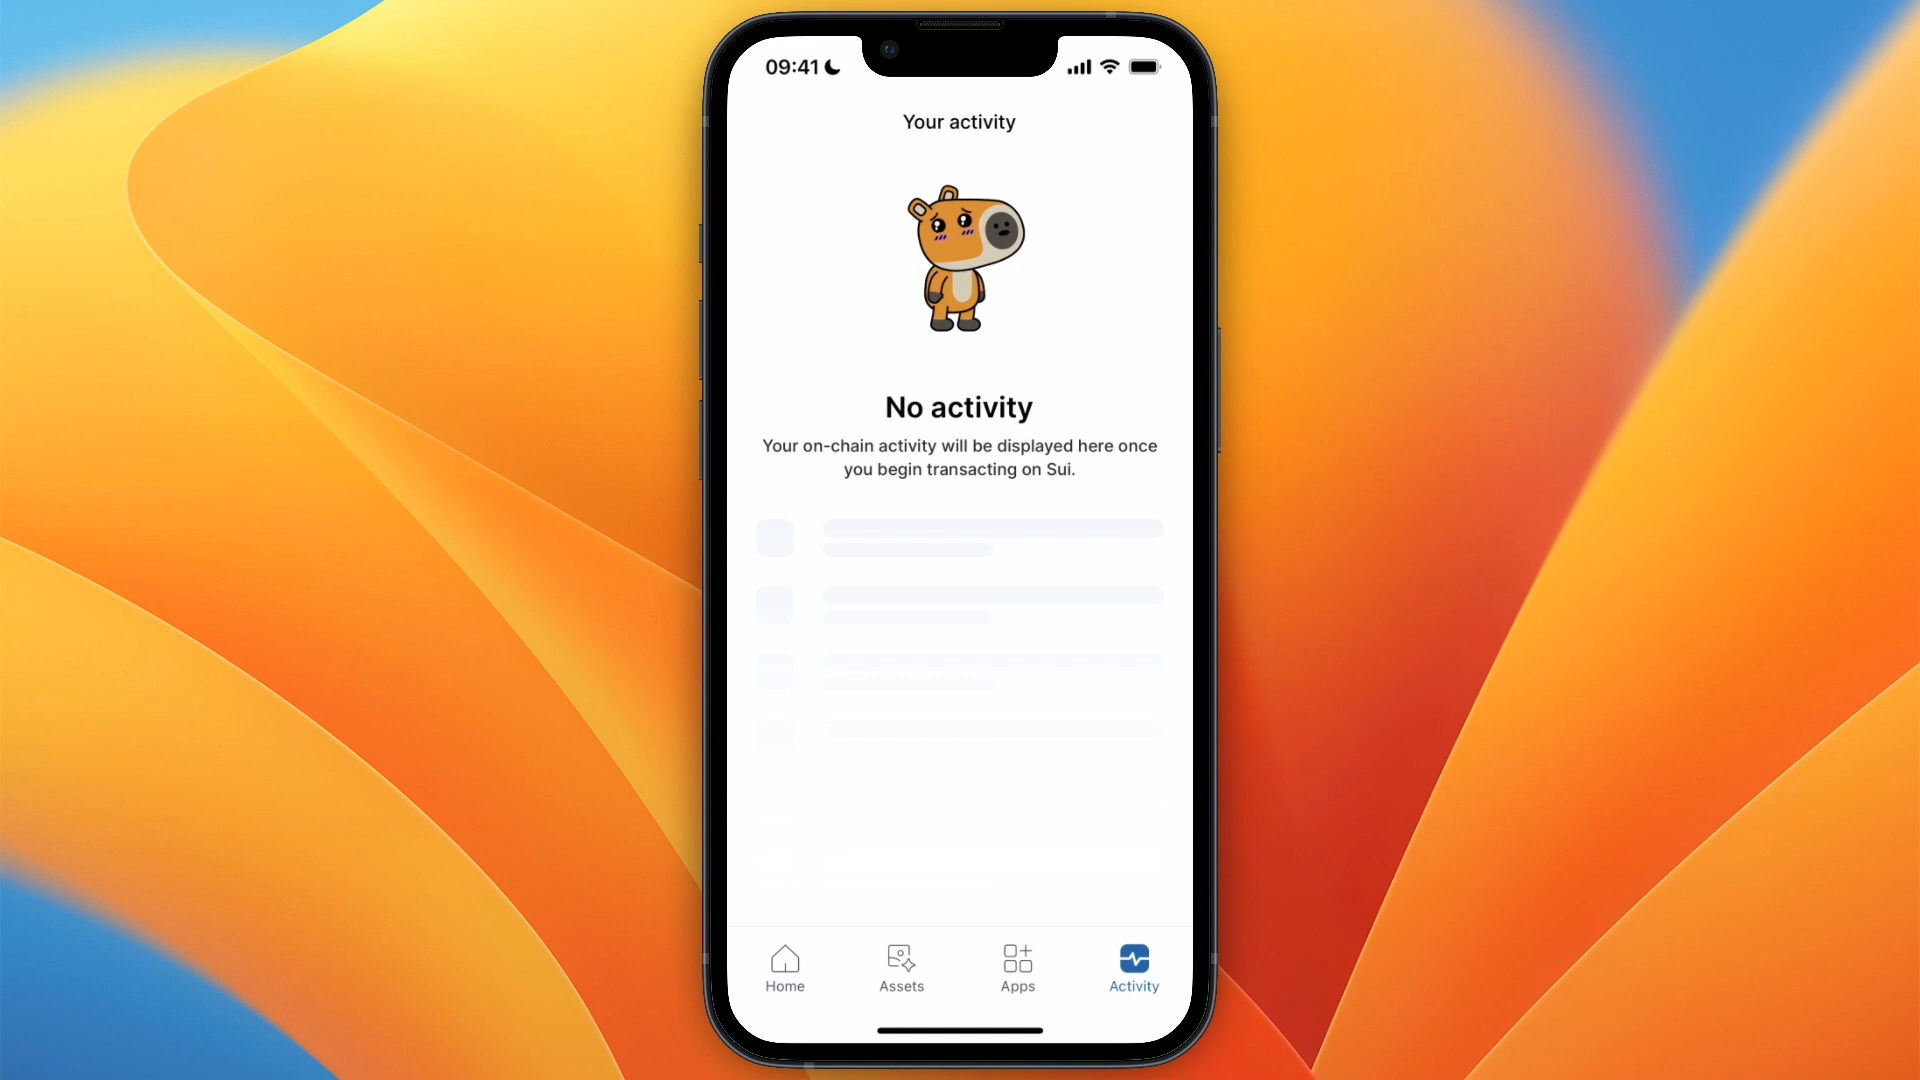 09:41
Your activity
No activity
Your on-chain activity will be displayed here once
you begin transacting on Sui.
Home
Assets
Apps
Activity